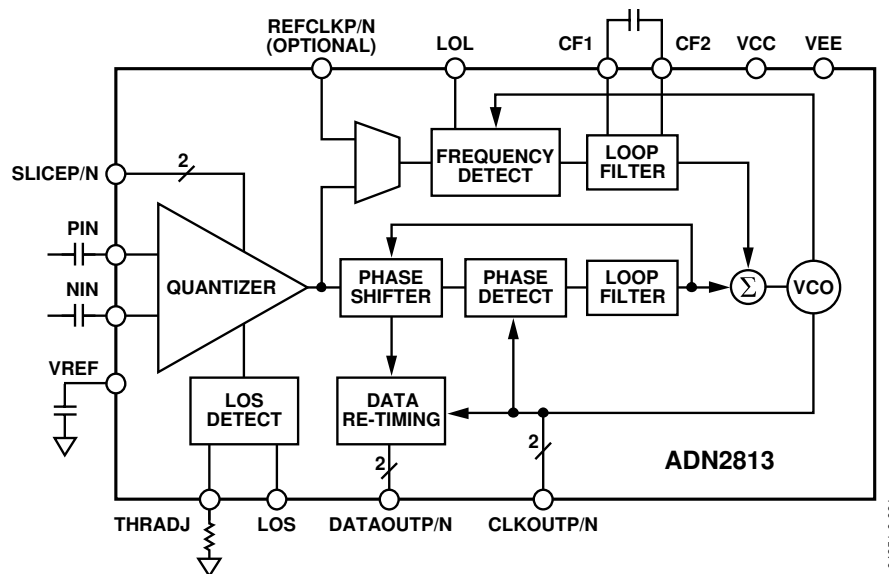 REFCLKP/N
(OPTIONAL)
LOL
CF1
CF2
VCC
VEE
SLICEP/N
2
FREQUENCY
DETECT
LOOP
FILTER
PIN
NIN
QUANTIZER
PHASE
SHIFTER
PHASE
DETECT
LOOP
FILTER
Σ
VCO
VREF
LOS
DETECT
DATA
RE-TIMING
2
2
ADN2813
THRADJ
LOS
DATAOUTP/N
CLKOUTP/N